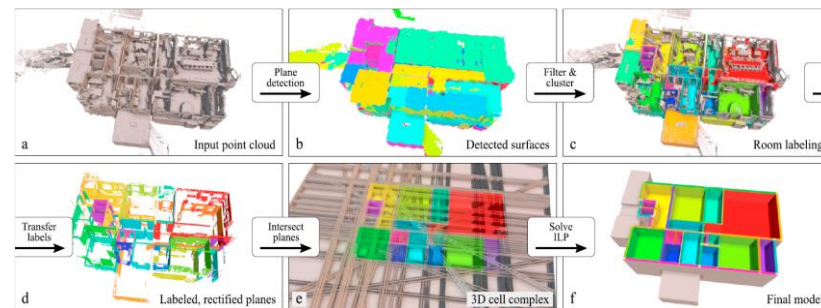 Plane
detection
Filter &
cluster
a
Input point cloud
b
Detected surfaces
c
Room labeling
Transfer
labels
Intersect
planes
Solve
ILP
d
Labeled, rectified planes
e
3D cell complex
f
Final model